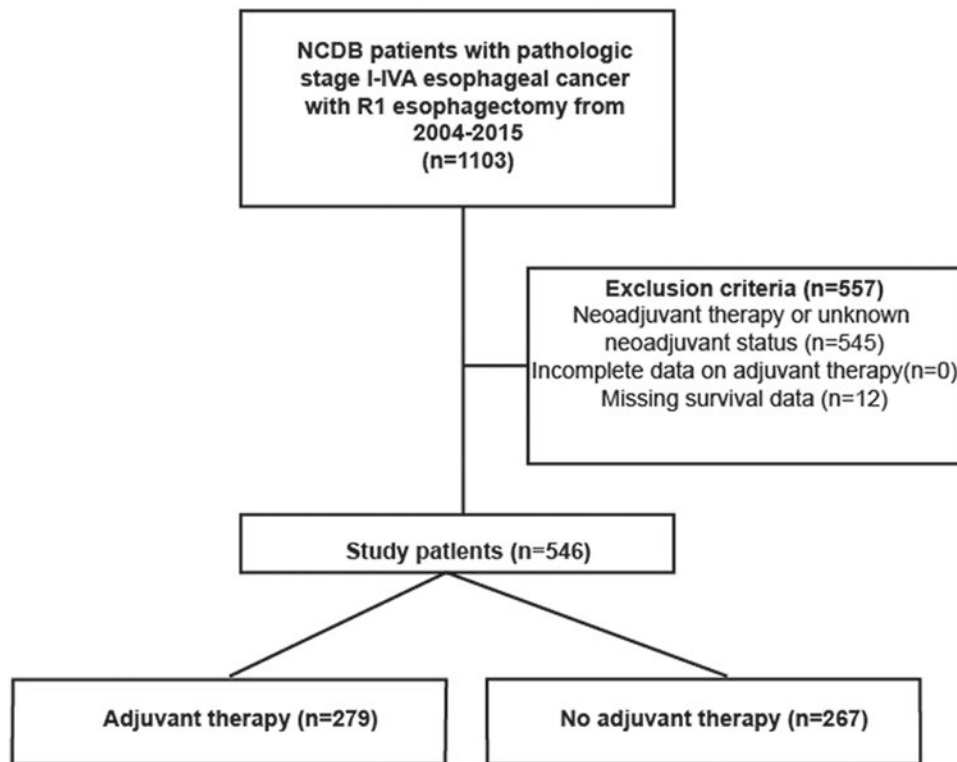 NCDB patients with pathologic
stage I-IVA esophageal cancer
with R1 esophagectomy from
2004-2015
(n=1103)
Exclusion criteria (n=557)
Neoadjuvant therapy or unknown
neoadjuvant status (n=545)
Incomplete data on adjuvant therapy(n=0)
Missing survival data (n=12)
Study patients (n=546)
Adjuvant therapy (n=279)
No adjuvant therapy (n=267)